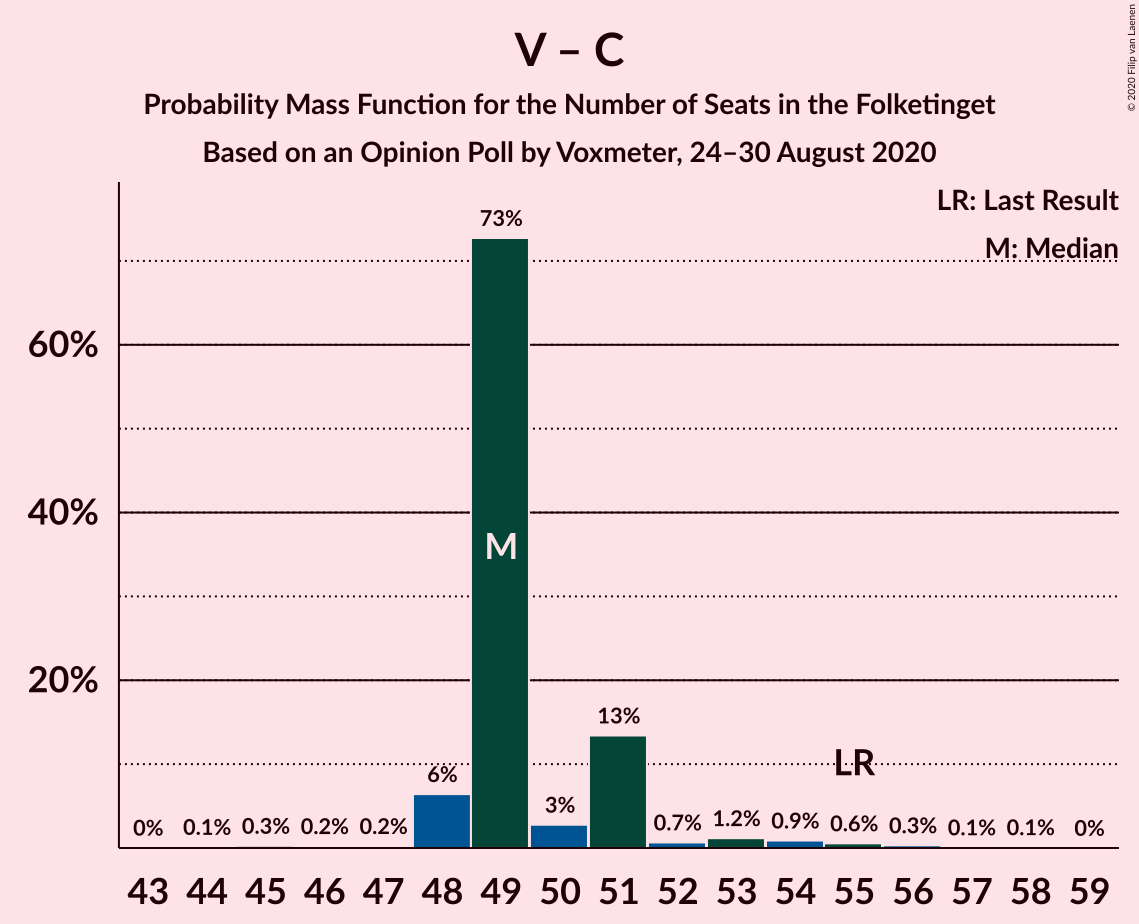 V – C
Probability Mass Function for the Number of Seats in the Folketinget
Based on an Opinion Poll by Voxmeter, 24–30 August 2020
© 2020 Filip van Laenen
LR: Last Result
M: Median
60%
40%
20%
0%
0.1%
0.3%
0.2%
0.2%
6%
73%
3%
13%
0.7%
1.2%
0.9%
0.6%
0.3%
0.1%
0.1%
0%
M
LR
43 44 45 46 47 48 49 50 51 52 53 54 55 56 57 58 59